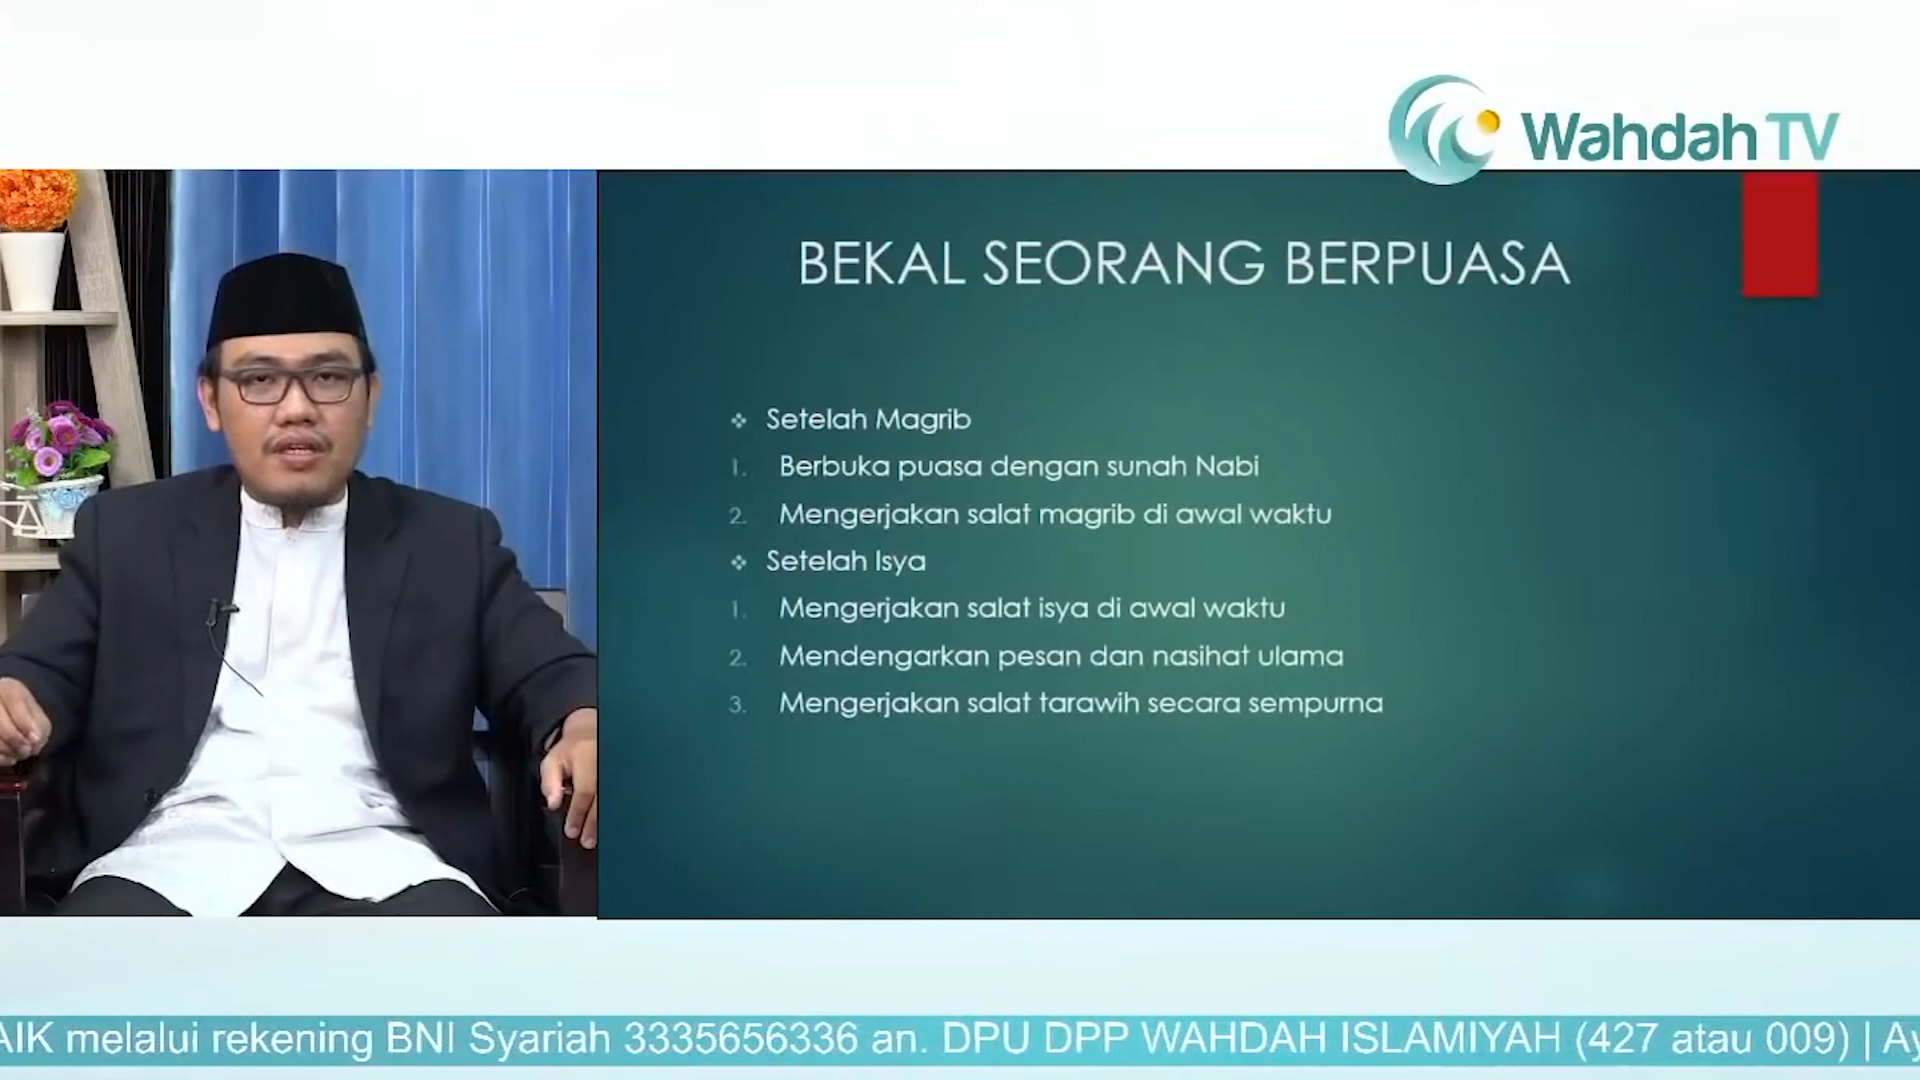 Wahdah TV
BEKAL SEORANG BERPUASA
❖ Setelah Magrib
1. Berbuka puasa dengan sunah Nabi
2. Mengerjakan salat magrib di awal waktu
❖ Setelah Isya
1. Mengerjakan salat isya di awal waktu
2. Mendengarkan pesan dan nasihat ulama
3. Mengerjakan salat tarawih secara sempurna
AIK melalui rekening BNI Syariah 3335656336 an. DPU DPP WAHDAH ISLAMIYAH (427 atau 009) | Ay